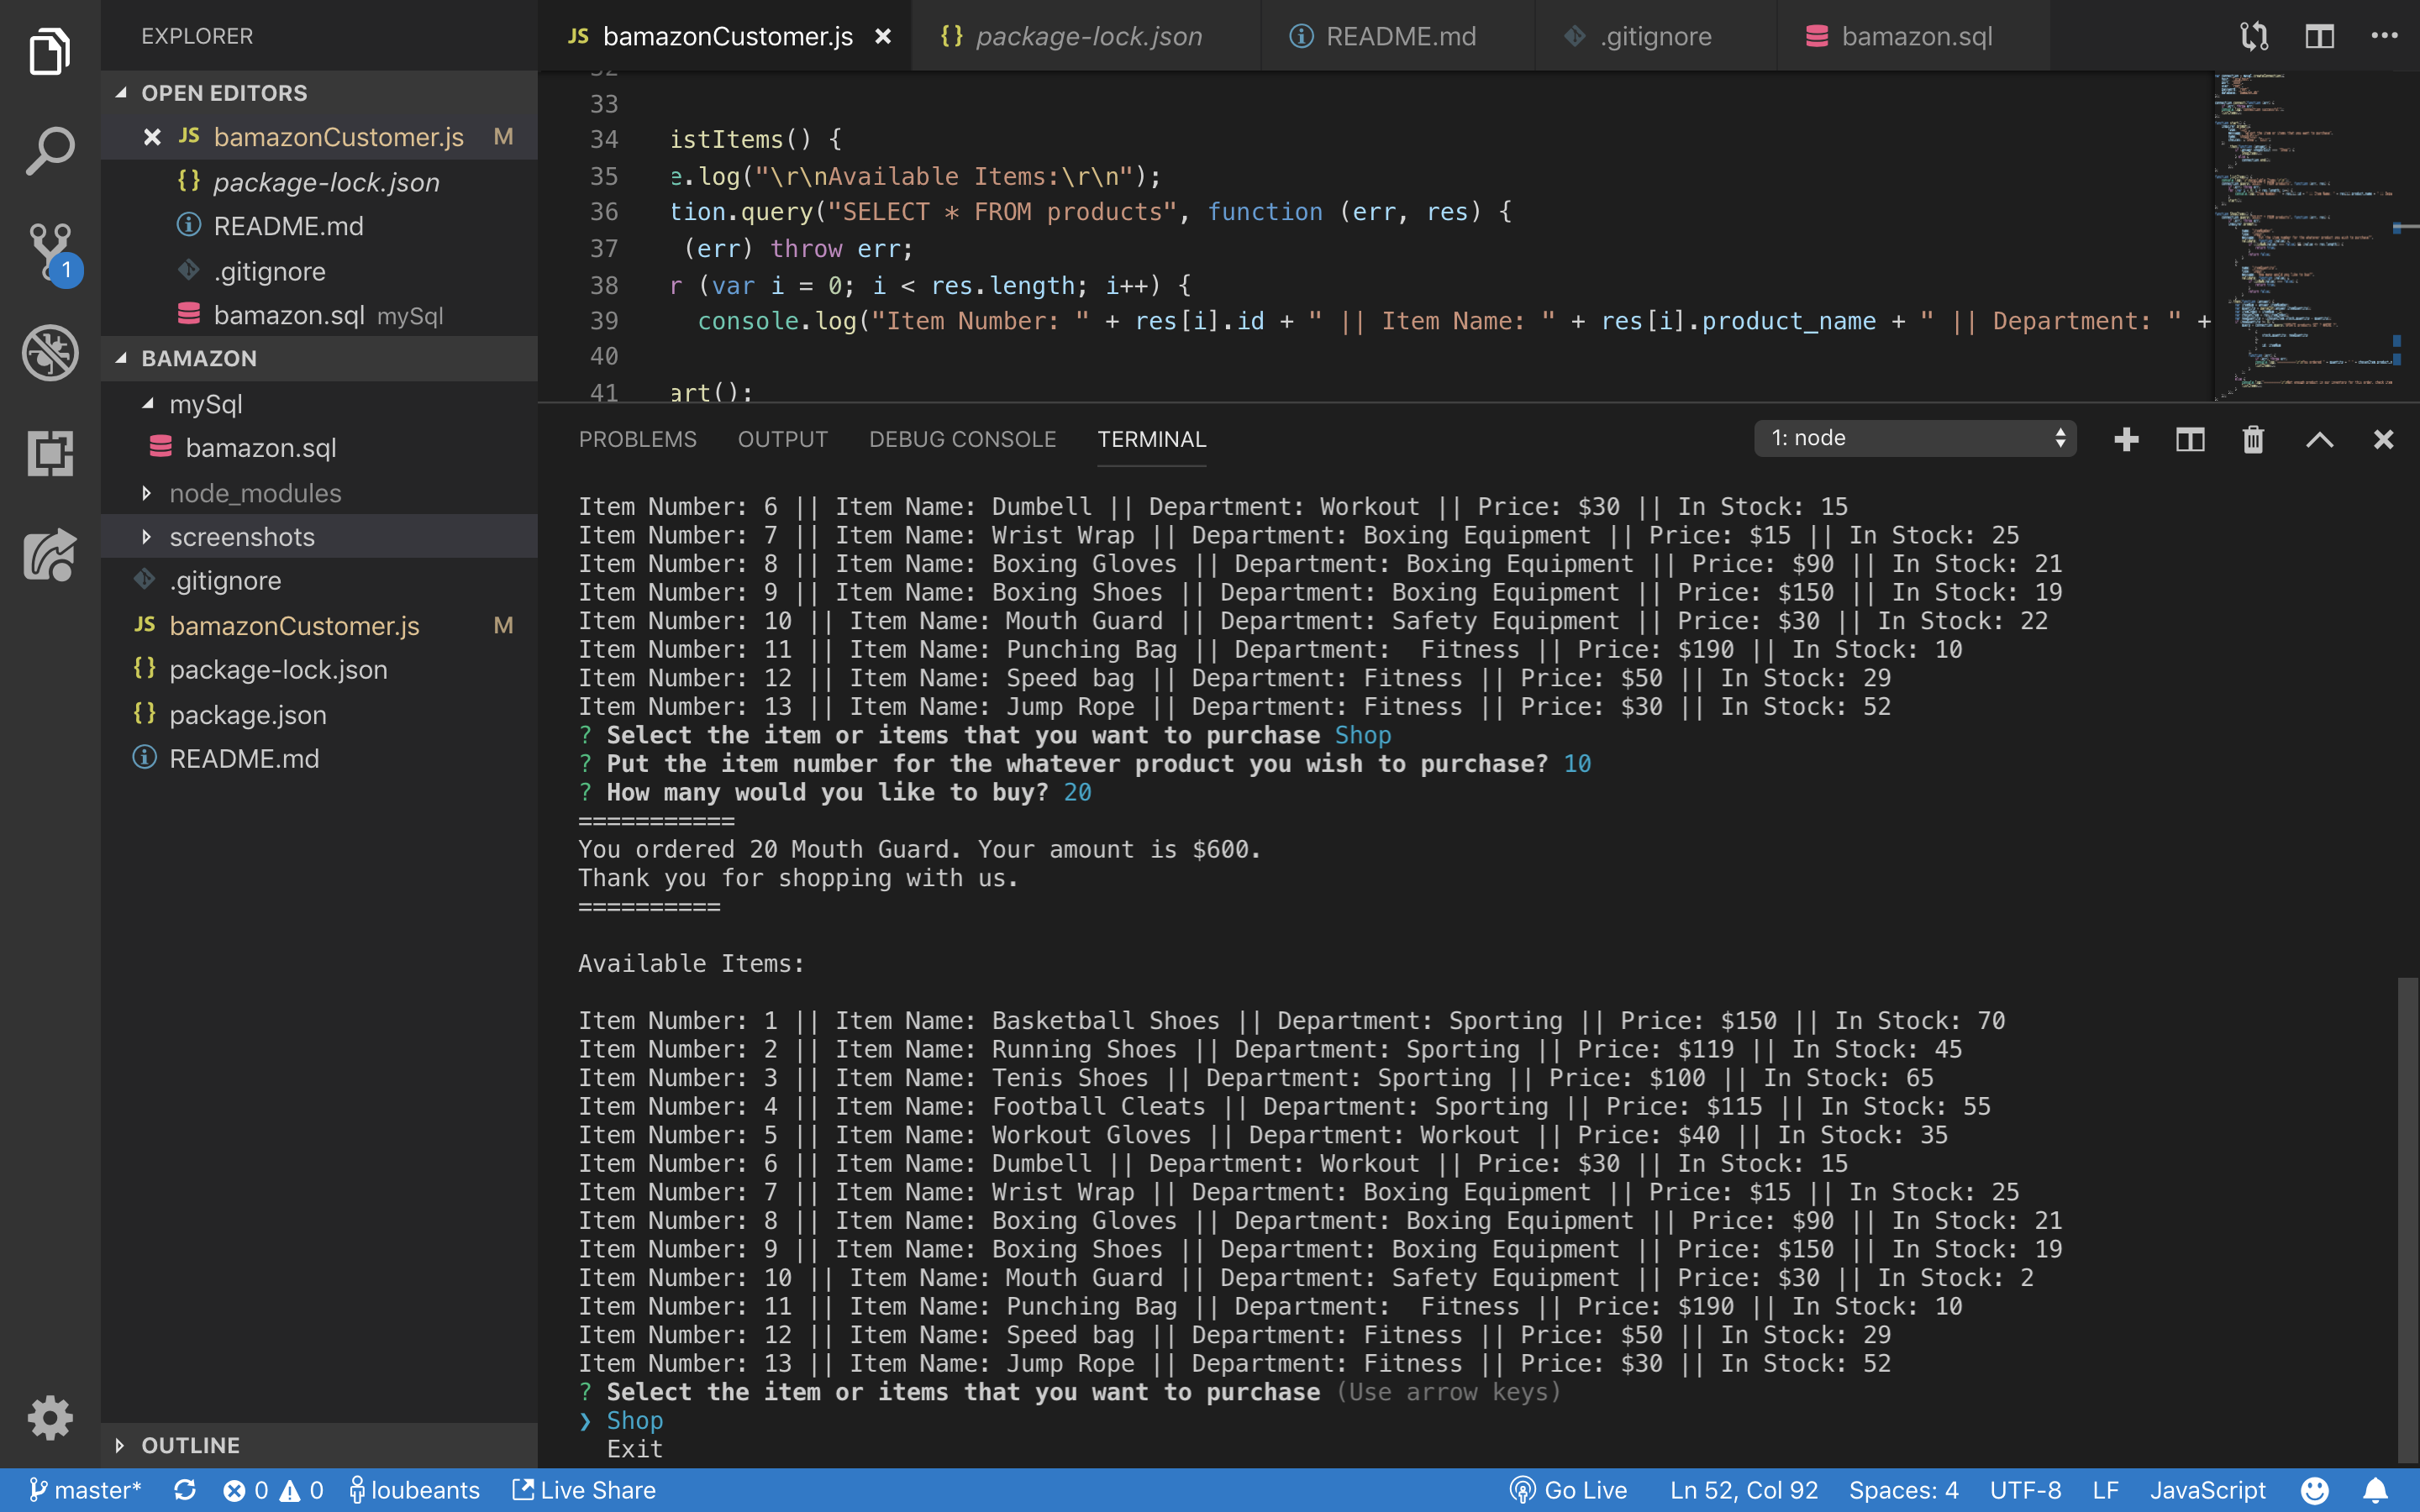 EXPLORER
OPEN EDITORS
JS bamazonCustomer.js M
{} package-lock.json
README.md
.gitignore
bamazon.sql mySql
BAMAZON
mySql
bamazon.sql
node_modules
screenshots
.gitignore
JS bamazonCustomer.js M
{} package-lock.json
{} package.json
README.md
OUTLINE
1
JS bamazonCustomer.js {} package-lock.json README.md .gitignore bamazon.sql
32
33
34 istItems() {
35 e.log("\r\nAvailable Items:\r\n");
36 tion.query("SELECT * FROM products", function (err, res) {
37 (err) throw err;
38 r (var i = 0; i < res.length; i++) {
39 console.log("Item Number: " + res[i].id + " || Item Name: " + res[i].product_name + " || Department: " +
40
41 art();
PROBLEMS OUTPUT DEBUG CONSOLE TERMINAL 1: node
Item Number: 6 || Item Name: Dumbell || Department: Workout || Price: $30 || In Stock: 15
Item Number: 7 || Item Name: Wrist Wrap || Department: Boxing Equipment || Price: $15 || In Stock: 25
Item Number: 8 || Item Name: Boxing Gloves || Department: Boxing Equipment || Price: $90 || In Stock: 21
Item Number: 9 || Item Name: Boxing Shoes || Department: Boxing Equipment || Price: $150 || In Stock: 19
Item Number: 10 || Item Name: Mouth Guard || Department: Safety Equipment || Price: $30 || In Stock: 22
Item Number: 11 || Item Name: Punching Bag || Department:  Fitness || Price: $190 || In Stock: 10
Item Number: 12 || Item Name: Speed bag || Department: Fitness || Price: $50 || In Stock: 29
Item Number: 13 || Item Name: Jump Rope || Department: Fitness || Price: $30 || In Stock: 52
? Select the item or items that you want to purchase Shop
? Put the item number for the whatever product you wish to purchase? 10
? How many would you like to buy? 20
===========
You ordered 20 Mouth Guard. Your amount is $600.
Thank you for shopping with us.
==========
Available Items:
Item Number: 1 || Item Name: Basketball Shoes || Department: Sporting || Price: $150 || In Stock: 70
Item Number: 2 || Item Name: Running Shoes || Department: Sporting || Price: $119 || In Stock: 45
Item Number: 3 || Item Name: Tenis Shoes || Department: Sporting || Price: $100 || In Stock: 65
Item Number: 4 || Item Name: Football Cleats || Department: Sporting || Price: $115 || In Stock: 55
Item Number: 5 || Item Name: Workout Gloves || Department: Workout || Price: $40 || In Stock: 35
Item Number: 6 || Item Name: Dumbell || Department: Workout || Price: $30 || In Stock: 15
Item Number: 7 || Item Name: Wrist Wrap || Department: Boxing Equipment || Price: $15 || In Stock: 25
Item Number: 8 || Item Name: Boxing Gloves || Department: Boxing Equipment || Price: $90 || In Stock: 21
Item Number: 9 || Item Name: Boxing Shoes || Department: Boxing Equipment || Price: $150 || In Stock: 19
Item Number: 10 || Item Name: Mouth Guard || Department: Safety Equipment || Price: $30 || In Stock: 2
Item Number: 11 || Item Name: Punching Bag || Department:  Fitness || Price: $190 || In Stock: 10
Item Number: 12 || Item Name: Speed bag || Department: Fitness || Price: $50 || In Stock: 29
Item Number: 13 || Item Name: Jump Rope || Department: Fitness || Price: $30 || In Stock: 52
? Select the item or items that you want to purchase (Use arrow keys)
❯ Shop
Exit
master* 0 0 loubeants Live Share Go Live Ln 52, Col 92 Spaces: 4 UTF-8 LF JavaScript